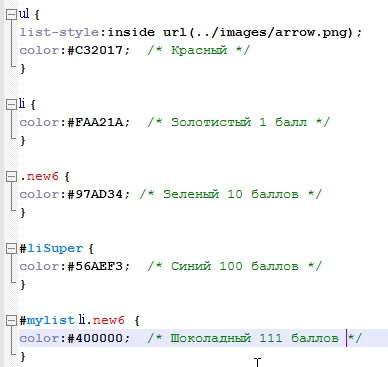 ul {
list-style:inside url(../images/arrow.png);
color:#C32017;  /* Красный */
}
li {
color:#FAA21A;  /* Золотистый 1 балл */
}
.new6 {
color:#97AD34; /* Зеленый 10 баллов */
}
#liSuper {
color:#56AEF3;  /* Синий 100 баллов */
}
#mylist li.new6 {
color:#400000;  /* Шоколадный 111 баллов */
}